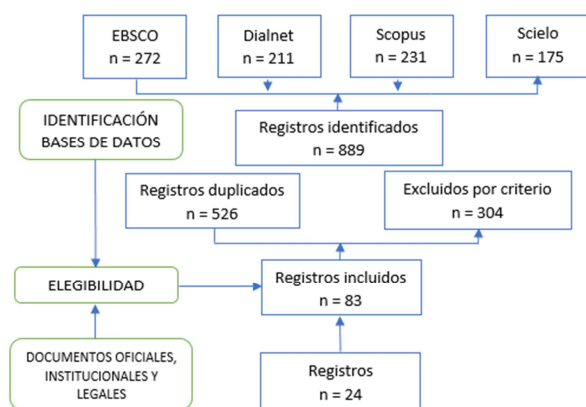 EBSCO
n = 272
Dialnet
n = 211
Scopus
n = 231
Scielo
n = 175
IDENTIFICACIÓN
BASES DE DATOS
Registros identificados
n = 889
Registros duplicados
n = 526
Excluidos por criterio
n = 304
ELEGIBILIDAD
Registros incluidos
n = 83
DOCUMENTOS OFICIALES,
INSTITUCIONALES Y
LEGALES
Registros
n = 24